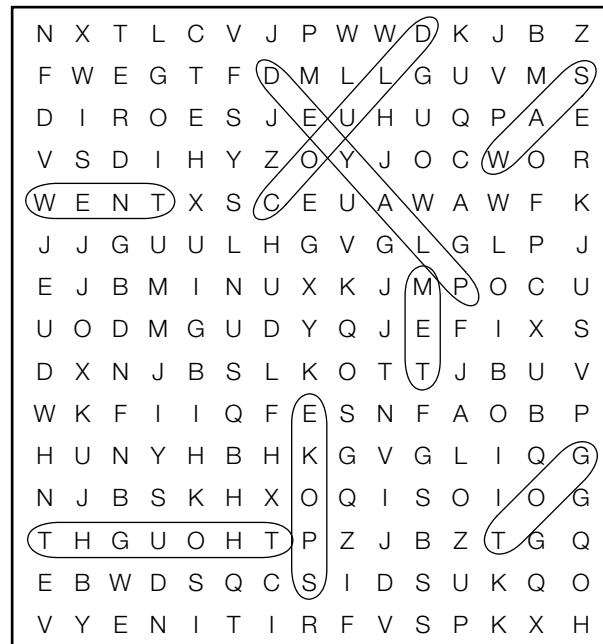 N X T L C V J P W W D K J B Z
F W E G T F D M L L G U V M S
D I R O E S J E U H U Q P A E
V S D I H Y Z O Y J O C W O R
W E N T X S C E U A W A W F K
J J G U U L H G V G L G L P J
E J B M I N U X K J M P O C U
U O D M G U D Y Q J E F I X S
D X N J B S L K O T T J B U V
W K F I I Q F E S N F A O B P
H U N Y H B H K G V G L I Q G
N J B S K H X O Q I S O I O G
T H G U O H T P Z J B Z T G Q
E B W D S Q C S I D S U K Q O
V Y E N I T I R F V S P K X H